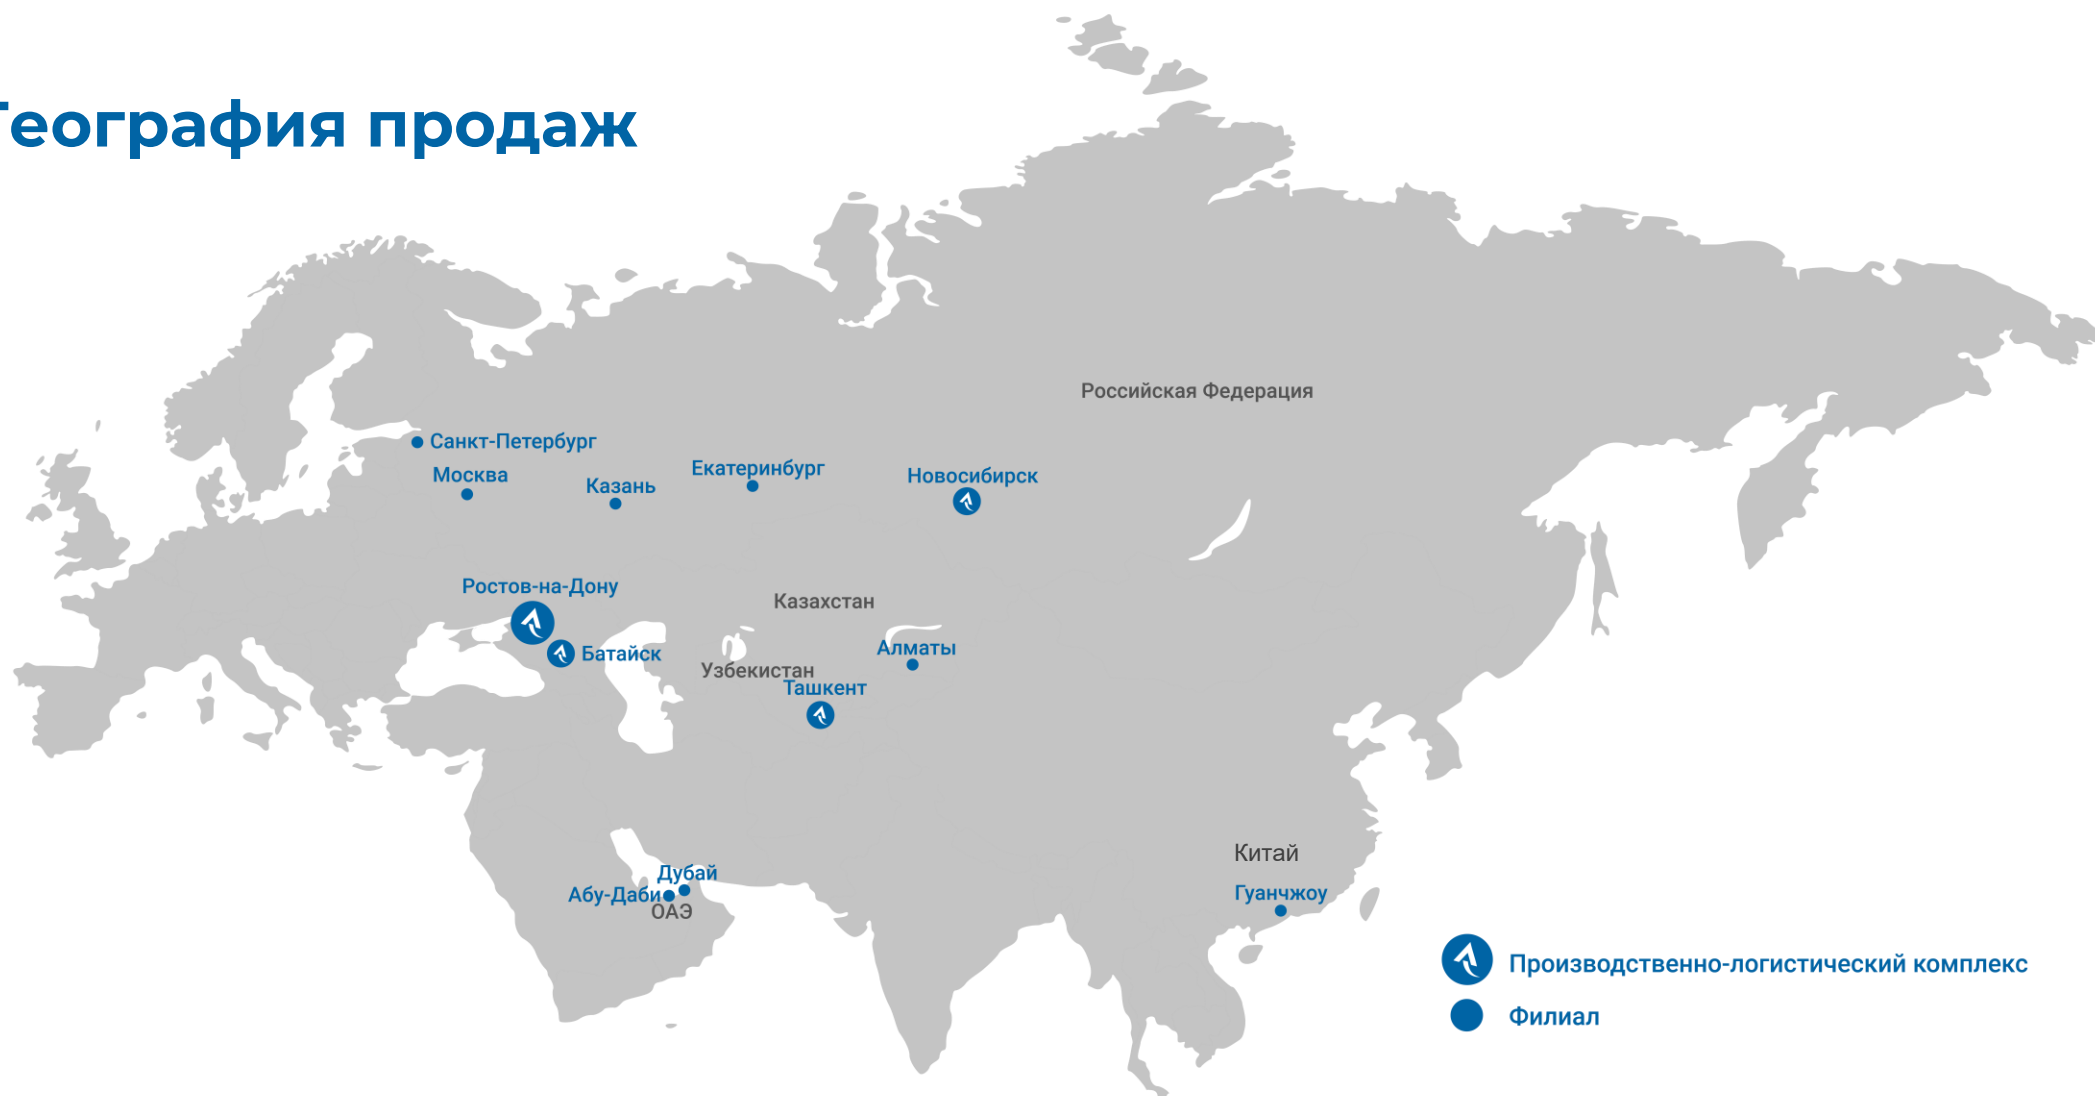 География продаж
Российская Федерация
Санкт-Петербург
Москва
Казань
Екатеринбург
Новосибирск
Ростов-на-Дону
Батайск
Казахстан
Алматы
Узбекистан
Ташкент
Дубай
Абу-Даби
ОАЭ
Китай
Гуанчжоу
Производственно-логистический комплекс
Филиал